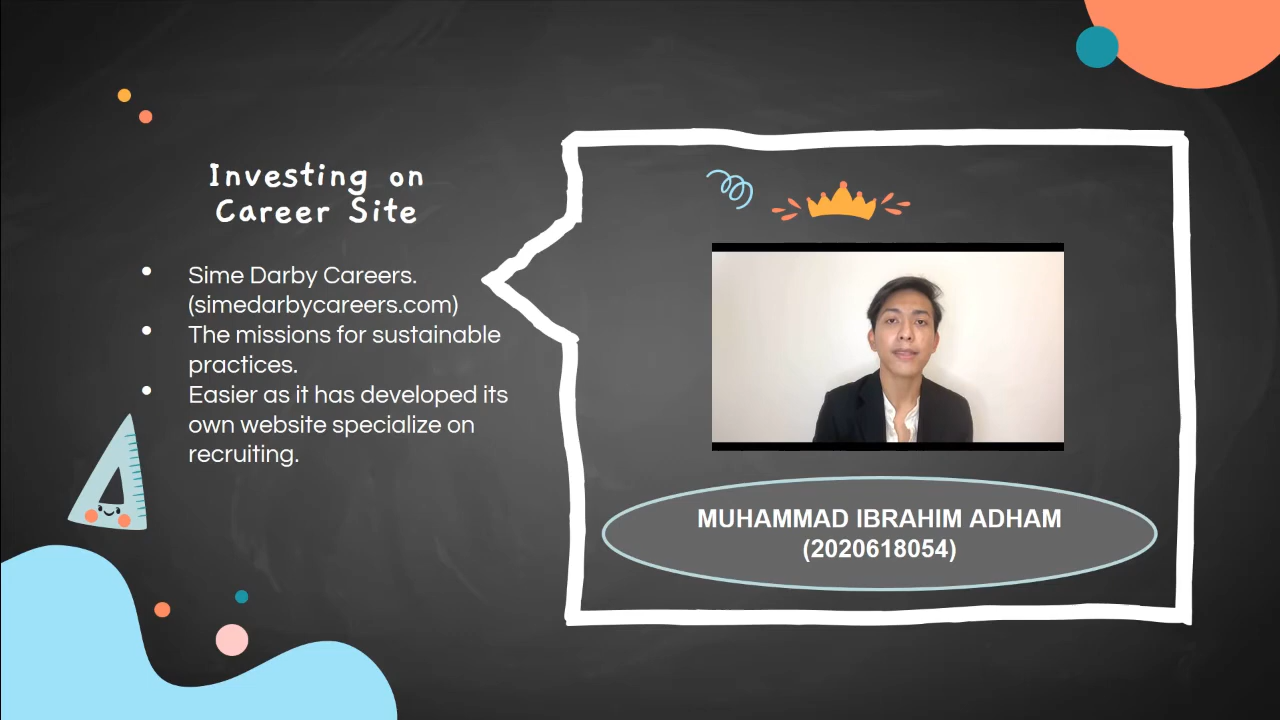 Investing on
Career Site
Sime Darby Careers.
(simedarbycareers.com)
The missions for sustainable
practices.
Easier as it has developed its
own website specialize on
recruiting.
MUHAMMAD IBRAHIM ADHAM
(2020618054)